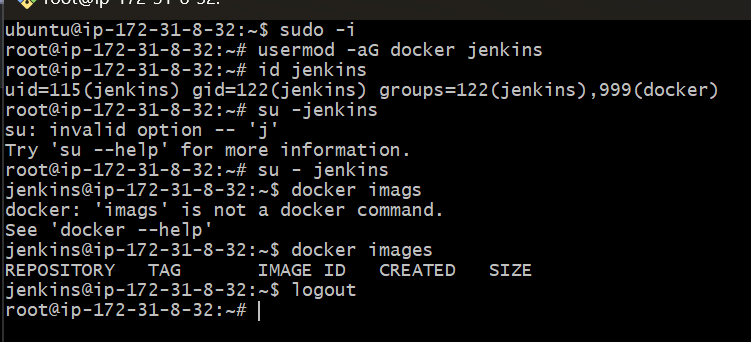 root@ip-172-31-8-32:
ubuntu@ip-172-31-8-32:~$ sudo -i
root@ip-172-31-8-32:~# usermod -aG docker jenkins
root@ip-172-31-8-32:~# id jenkins
uid=115(jenkins) gid=122(jenkins) groups=122(jenkins),999(docker)
root@ip-172-31-8-32:~# su -jenkins
su: invalid option -- 'j'
Try 'su --help' for more information.
root@ip-172-31-8-32:~# su - jenkins
jenkins@ip-172-31-8-32:~$ docker imags
docker: 'imags' is not a docker command.
See 'docker --help'
jenkins@ip-172-31-8-32:~$ docker images
REPOSITORY   TAG       IMAGE ID   CREATED   SIZE
jenkins@ip-172-31-8-32:~$ logout
root@ip-172-31-8-32:~#